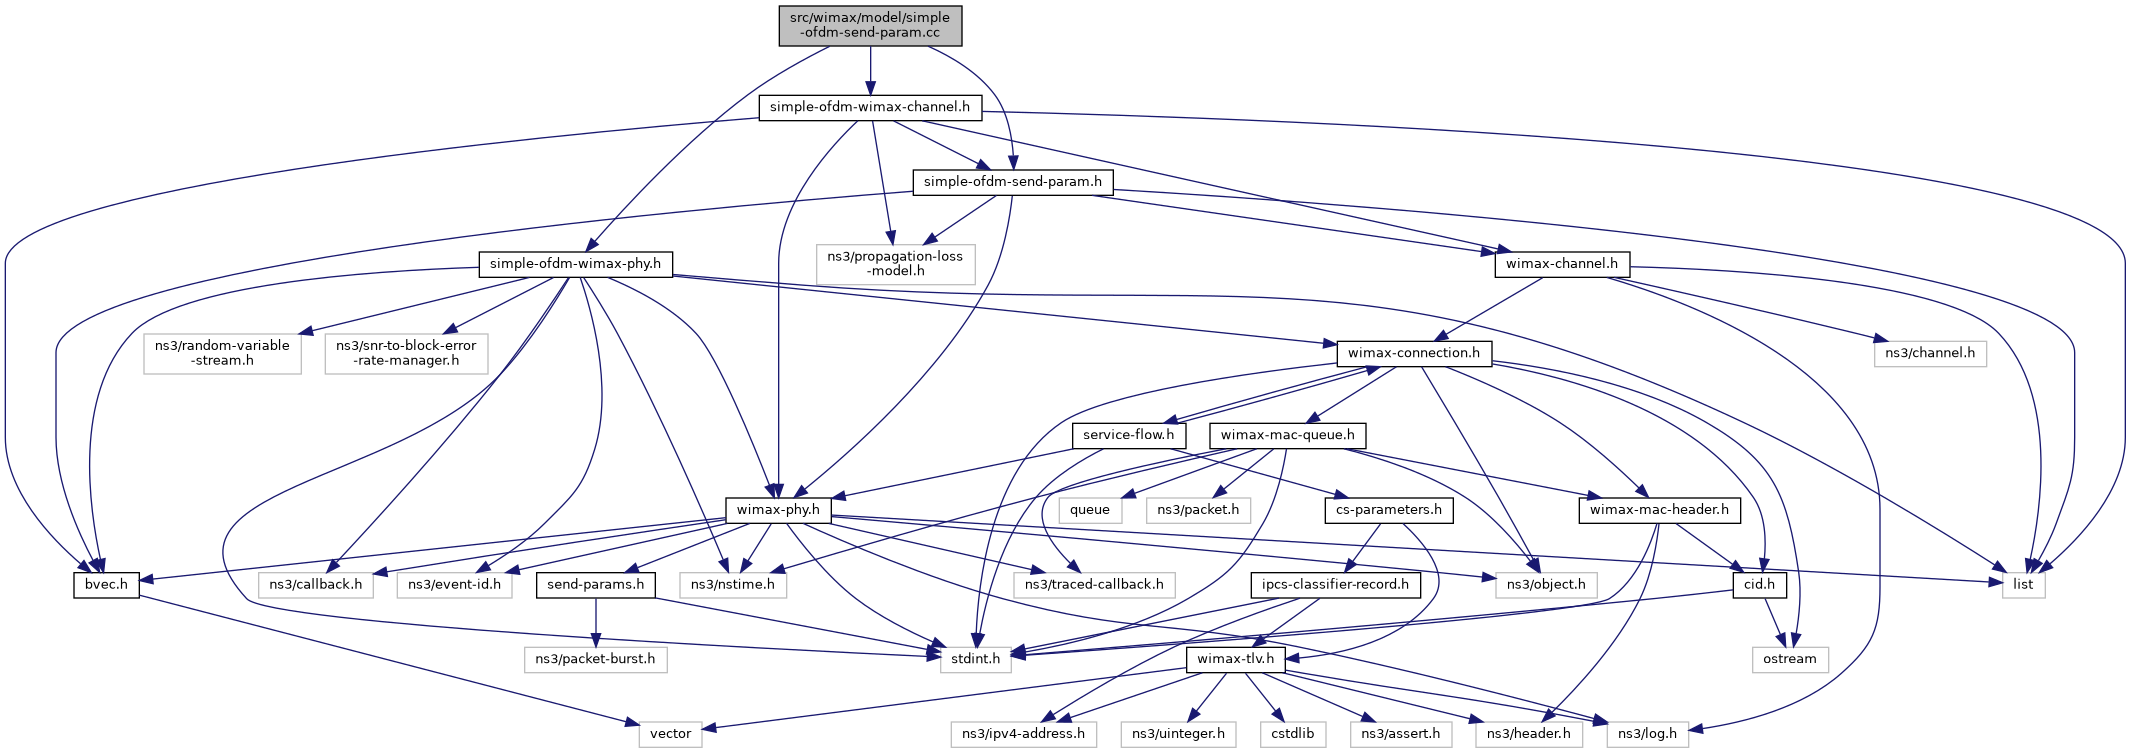 src/wimax/model/simple
-ofdm-send-param.cc
simple-ofdm-wimax-channel.h
simple-ofdm-send-param.h
ns3/propagation-loss
-model.h
simple-ofdm-wimax-phy.h
wimax-channel.h
ns3/random-variable
-stream.h
ns3/snr-to-block-error
-rate-manager.h
wimax-connection.h
ns3/channel.h
service-flow.h
wimax-mac-queue.h
wimax-phy.h
queue
ns3/packet.h
cs-parameters.h
wimax-mac-header.h
bvec.h
ns3/callback.h
ns3/event-id.h
send-params.h
ns3/nstime.h
ns3/traced-callback.h
ipcs-classifier-record.h
ns3/object.h
cid.h
list
ns3/packet-burst.h
stdint.h
wimax-tlv.h
ostream
vector
ns3/ipv4-address.h
ns3/uinteger.h
cstdlib
ns3/assert.h
ns3/header.h
ns3/log.h